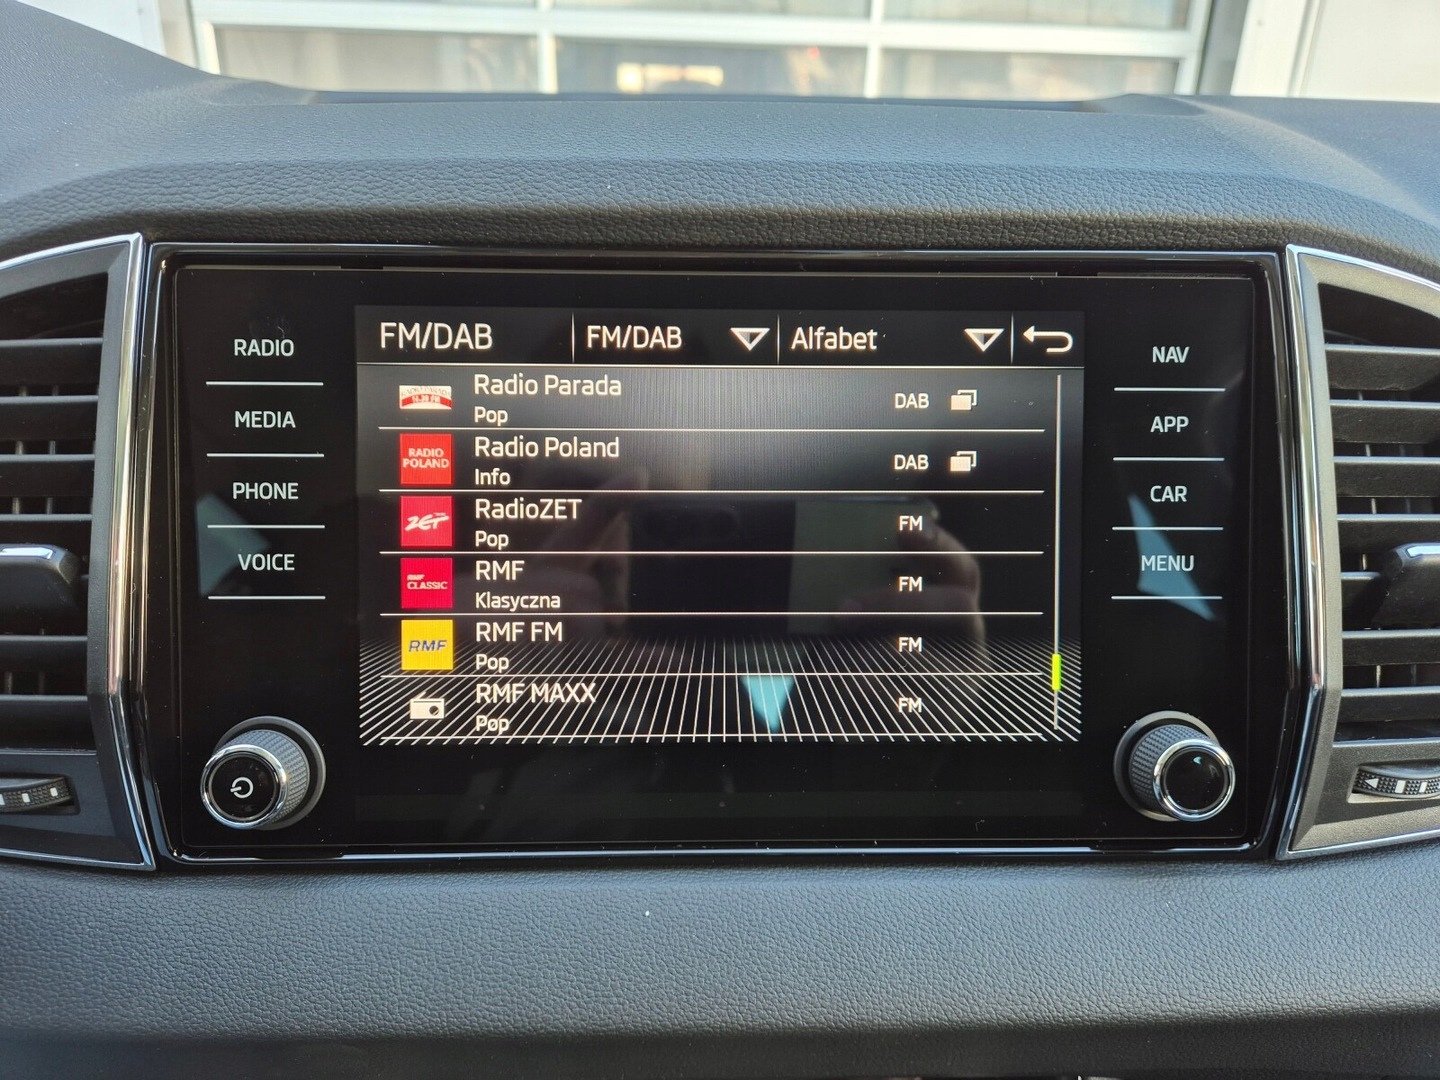 FM/DAB FM/DAB Alfabet
RADIO
MEDIA
PHONE
VOICE
Radio Parada
Pop
DAB
RADIO
POLAND
Radio Poland
Info
DAB
ZET
RadioZET
Pop
FM
RMF
CLASSIC
RMF
Klasyczna
FM
RMF
RMF FM
Pop
FM
RMF MAXX
Pop
FM
NAV
APP
CAR
MENU